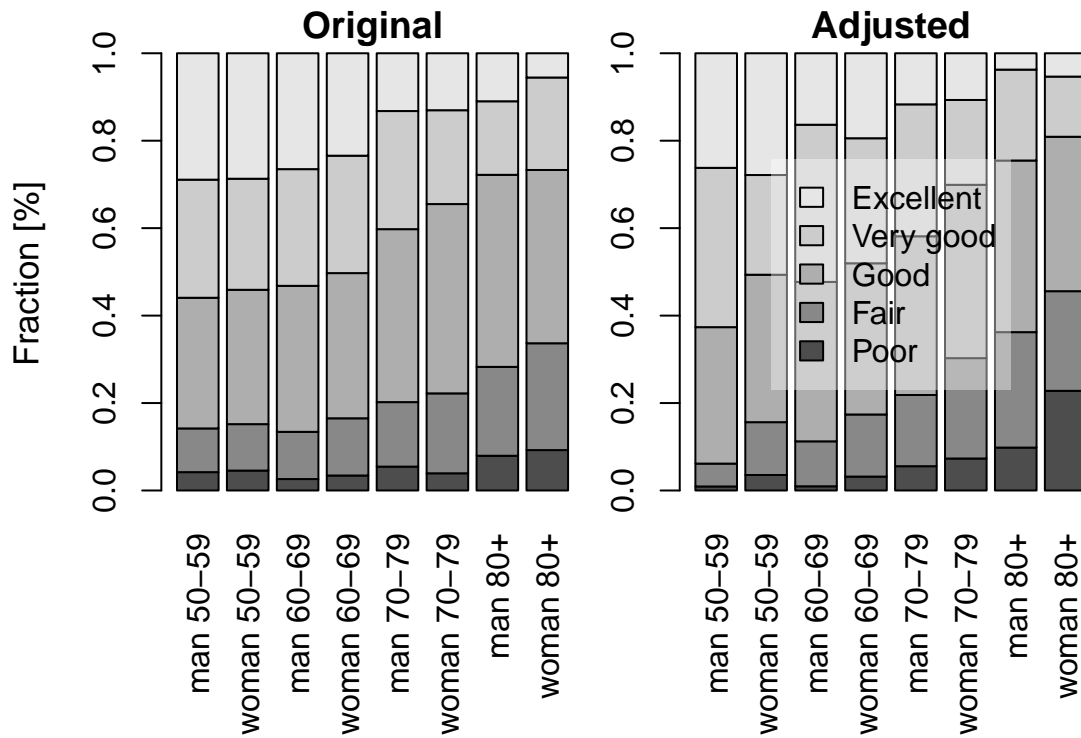 Original
Fraction [%]
1.0
0.8
0.6
0.4
0.2
0.0
man 50−59
woman 50−59
man 60−69
woman 60−69
man 70−79
woman 70−79
man 80+
woman 80+
Adjusted
1.0
0.8
0.6
0.4
0.2
0.0
Excellent
Very good
Good
Fair
Poor
man 50−59
woman 50−59
man 60−69
woman 60−69
man 70−79
woman 70−79
man 80+
woman 80+